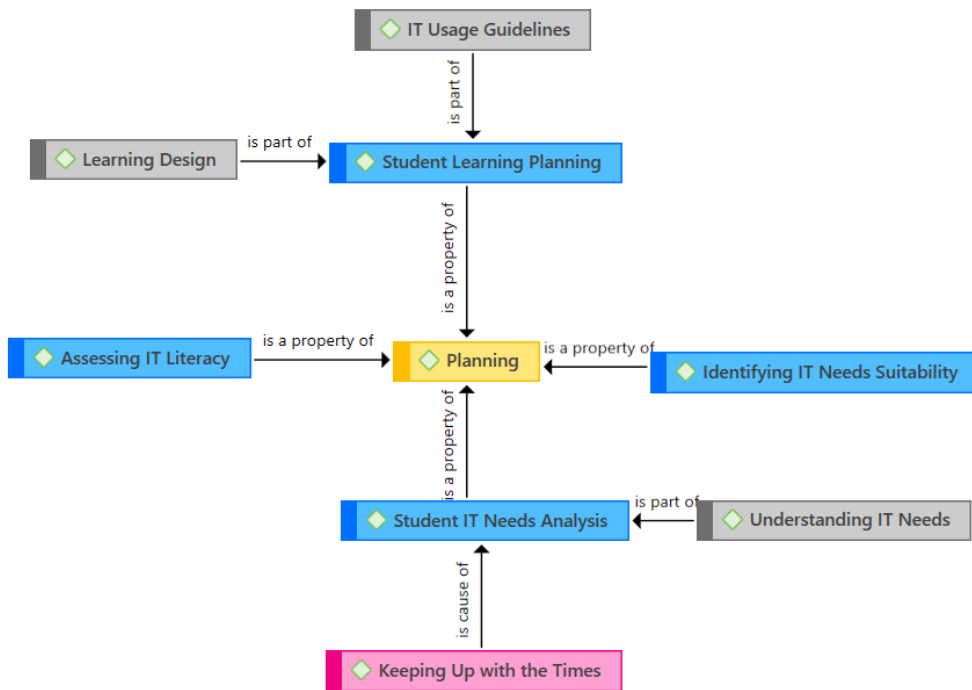 IT Usage Guidelines
is part of
Learning Design
is part of
Student Learning Planning
is a property of
Assessing IT Literacy
is a property of
Planning
is a property of
Identifying IT Needs Suitability
is a property of
Student IT Needs Analysis
is part of
Understanding IT Needs
is cause of
Keeping Up with the Times